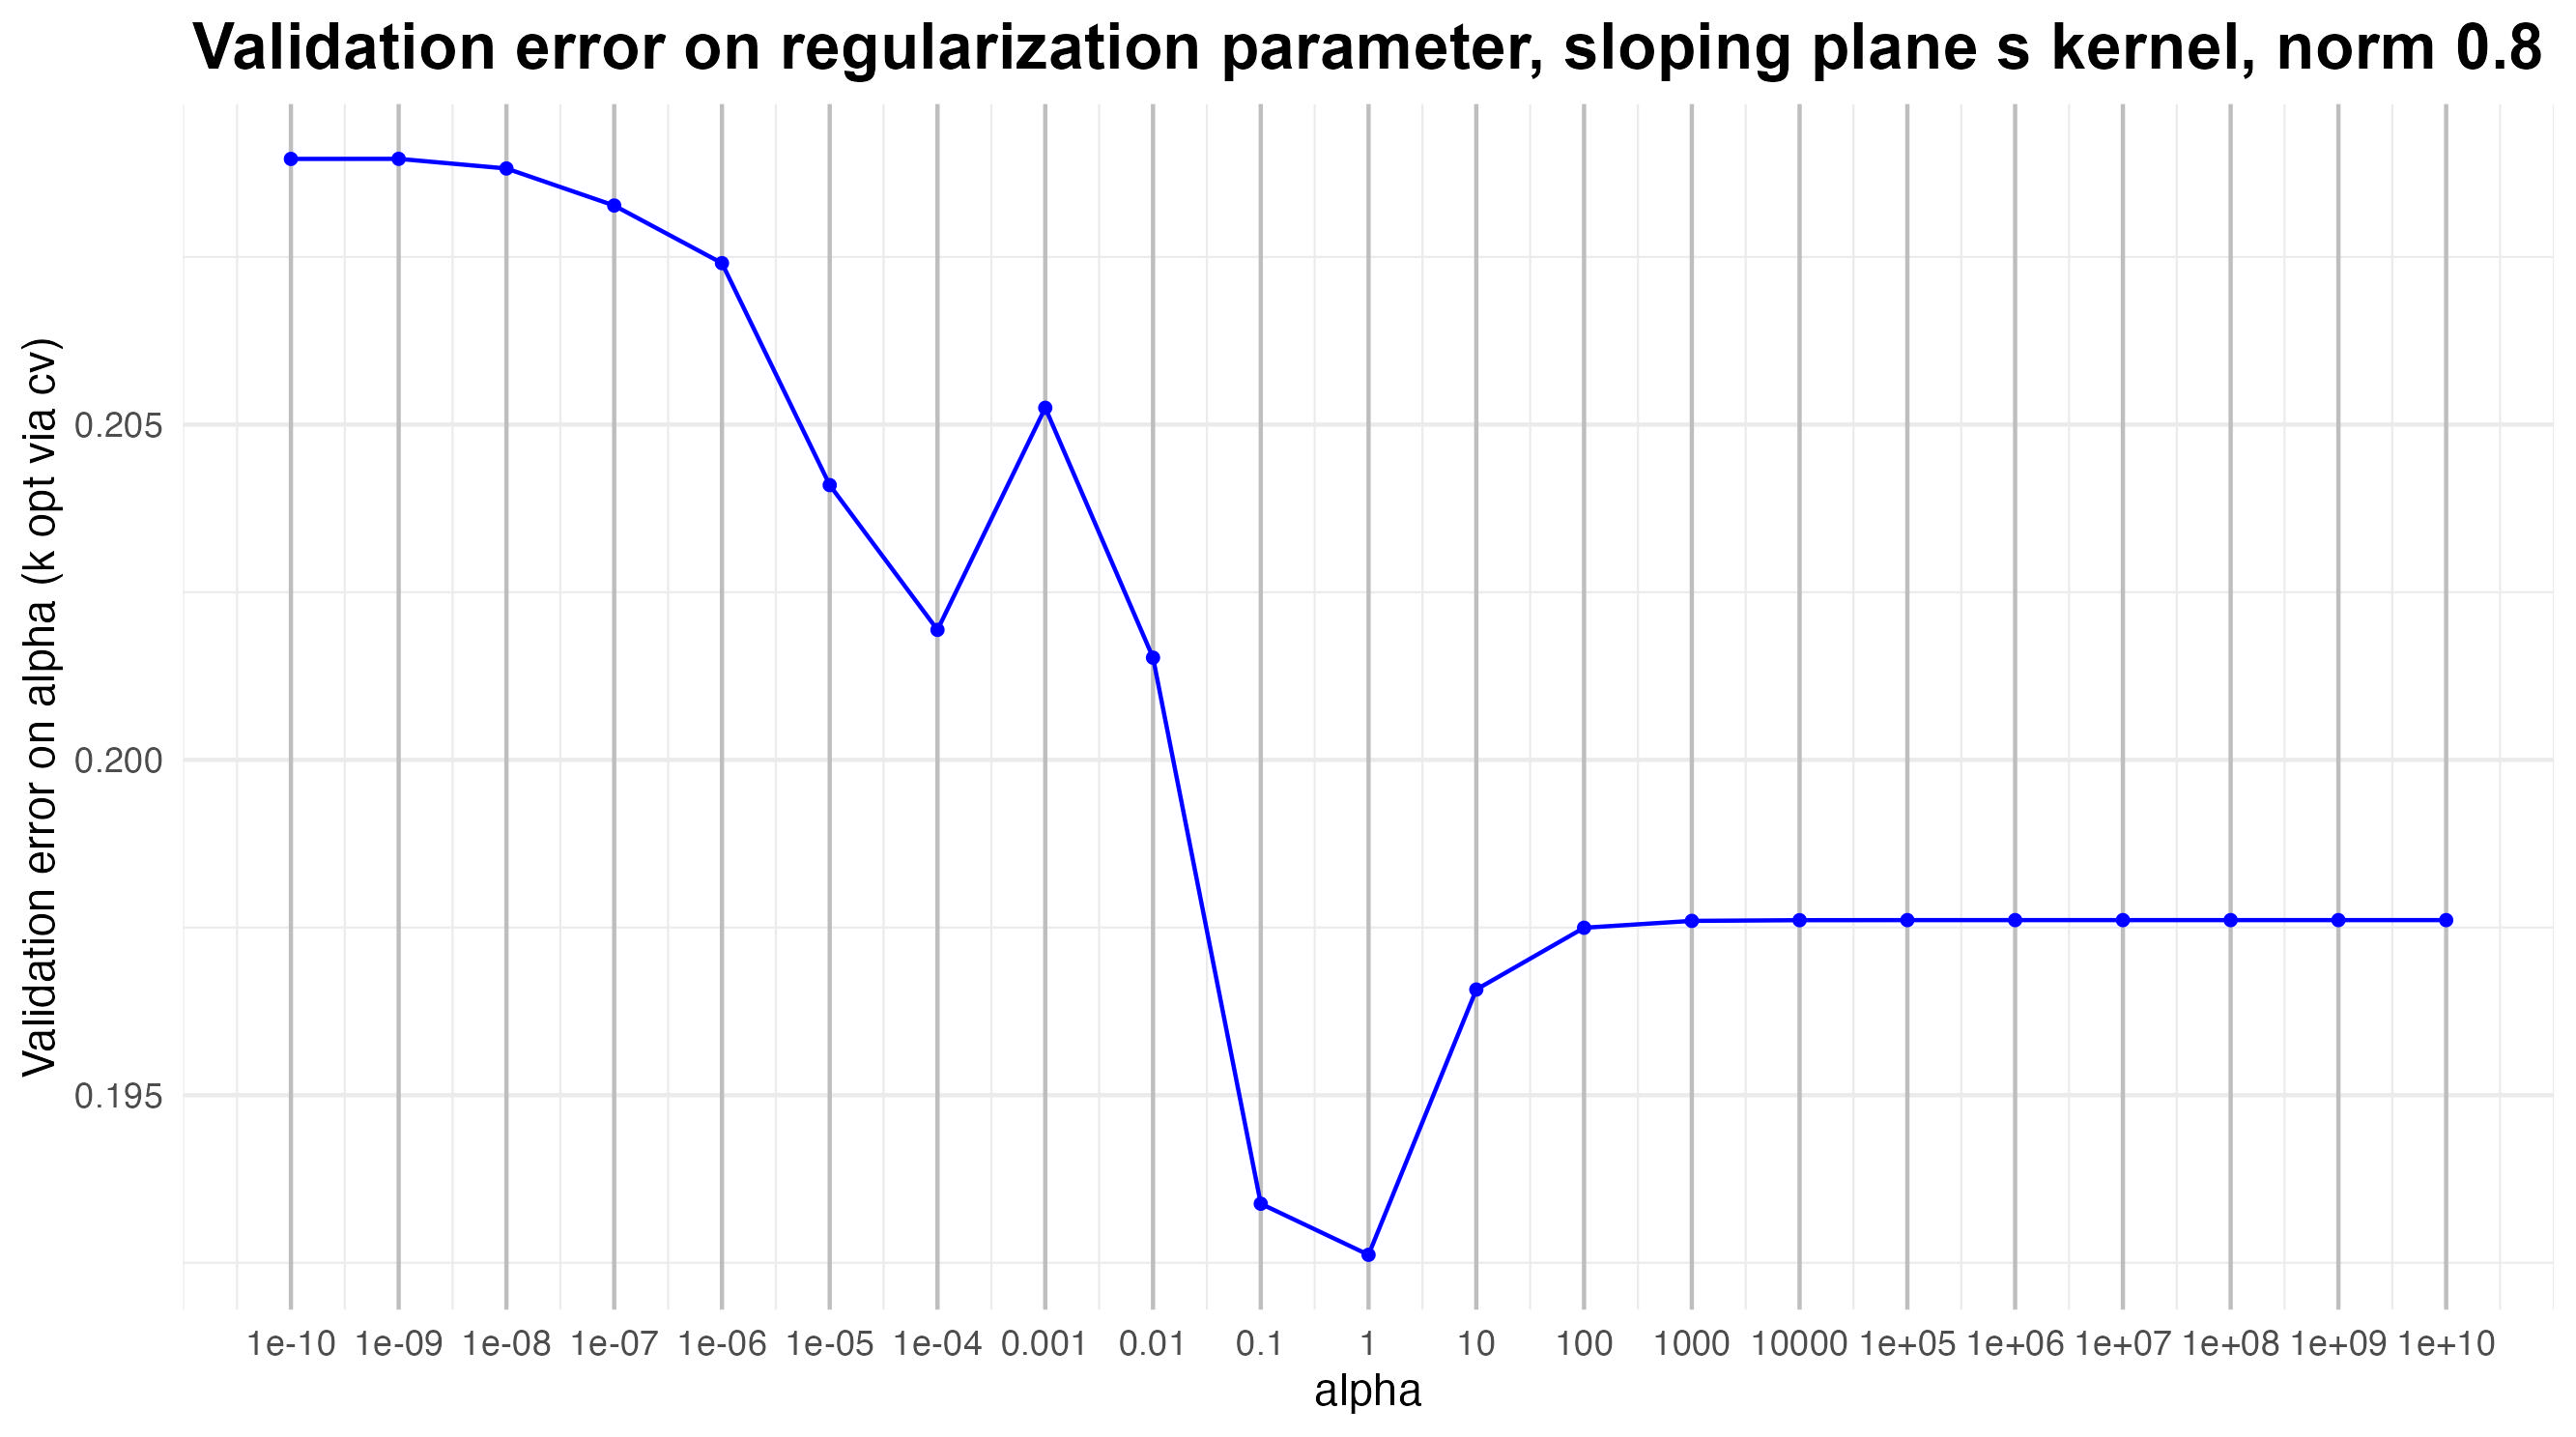 Validation error on regularization parameter, sloping plane s kernel, norm 0.8
Validation error on alpha (k opt via cv)
0.205
0.200
0.195
1e-10 1e-09 1e-08 1e-07 1e-06 1e-05 1e-04 0.001 0.01 0.1 1 10 100 1000 10000 1e+05 1e+06 1e+07 1e+08 1e+09 1e+10
alpha